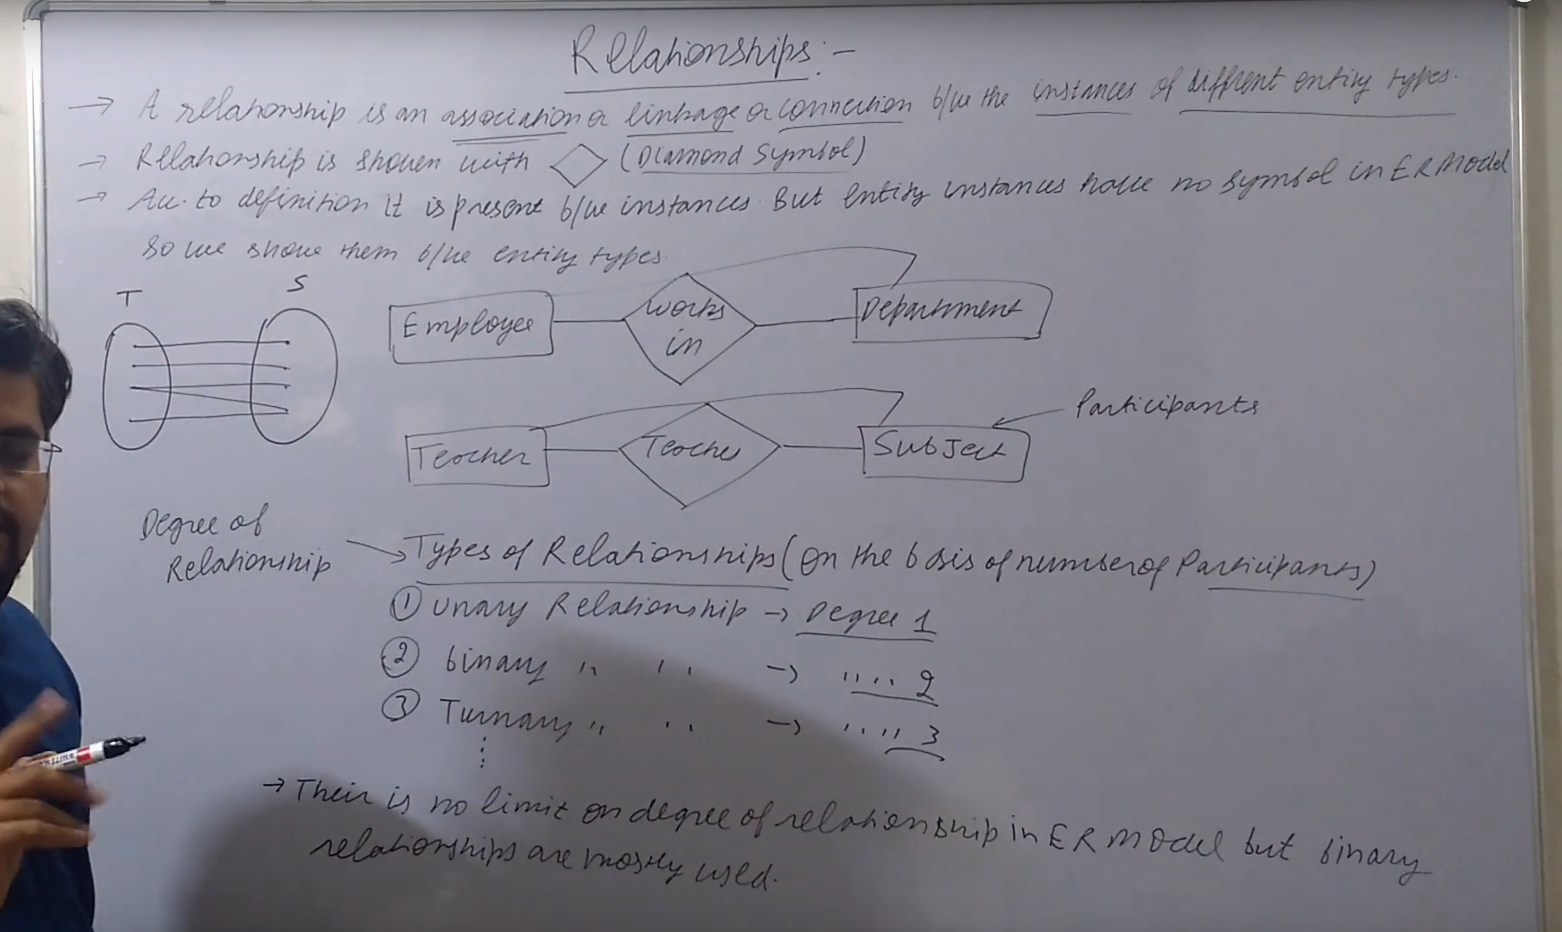 Relationships:-
→ A relationship is an association or linkage or connection b/w the instances of diffrent entity types.
→ Relationship is shown with ◇ (Diamond Symbol)
→ Acc. to definition it is present b/w instances. But entity instances have no symbol in ER Model
so we show them b/w entity types.
T S
Employee
works
in
Department
Participants
Teacher
Teaches
Subject
Degree of
Relationship
→ Types of Relationships (on the basis of number of Participants)
① Unary Relationship → Degree 1
② binary " " → " " 2
③ Turnary " " → " " 3
→ Their is no limit on degree of relationship in ER Model but binary
relationships are mostly used.